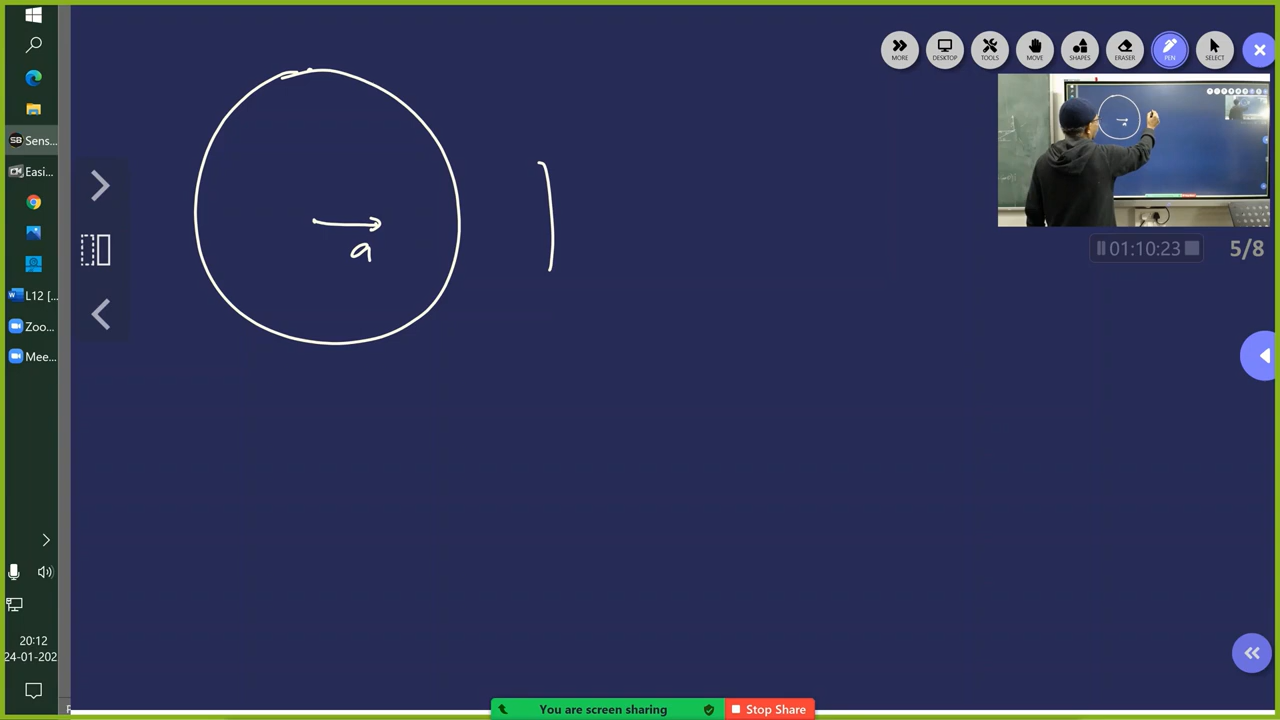 MORE DESKTOP TOOLS MOVE SHAPES ERASER PEN SELECT
SB Sens...
Easi...
a
01:10:23 5/8
L12 [...
Zoo...
Mee...
20:12
24-01-202
You are screen sharing Stop Share